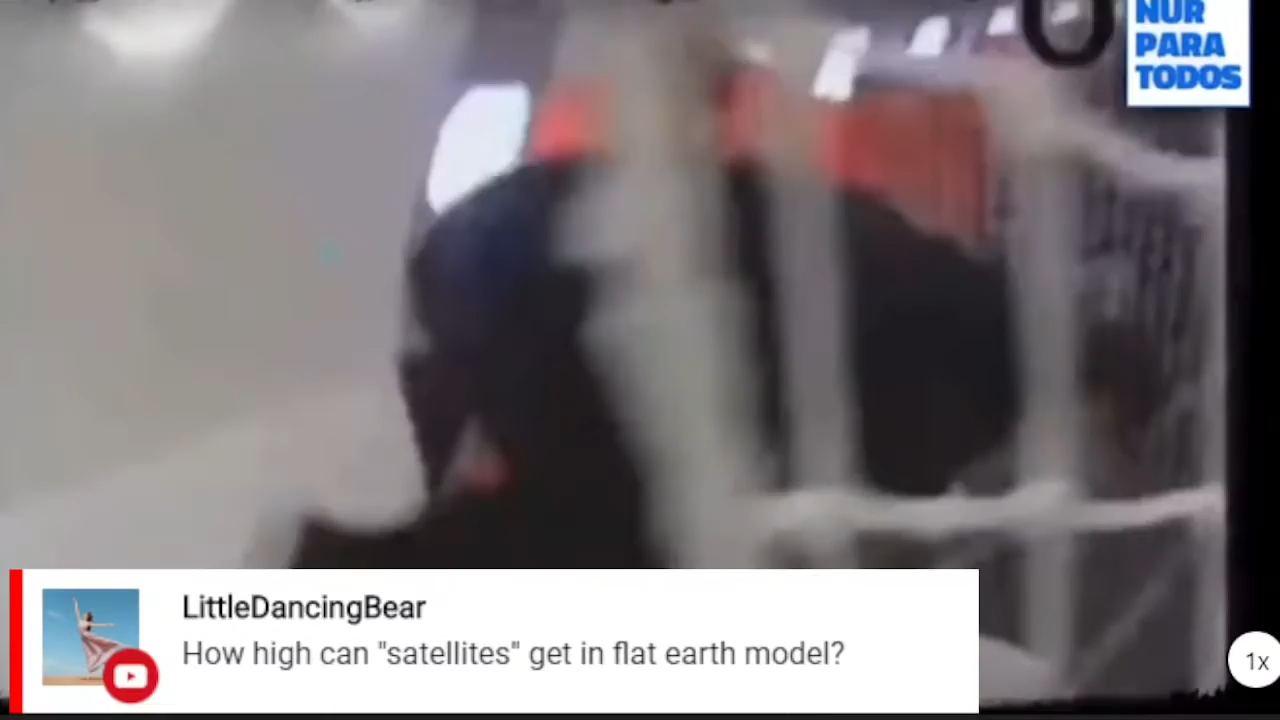 NUR
PARA
TODOS
LittleDancingBear
How high can "satellites" get in flat earth model?
1x